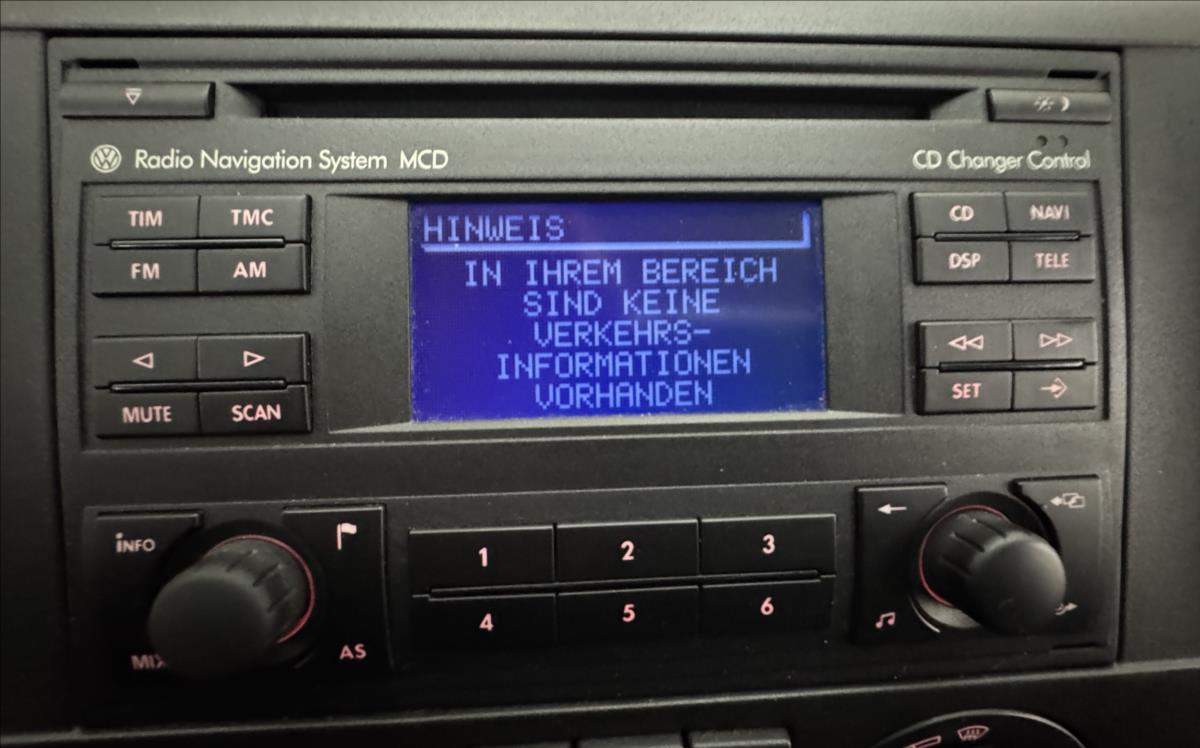 Radio Navigation System MCD
CD Changer Control
TIM TMC
FM AM
MUTE SCAN
HINWEIS
IN IHREM BEREICH
SIND KEINE
VERKEHRS-
INFORMATIONEN
VORHANDEN
CD NAVI
DSP TELE
SET
INFO
MIX
AS
1 2 3
4 5 6